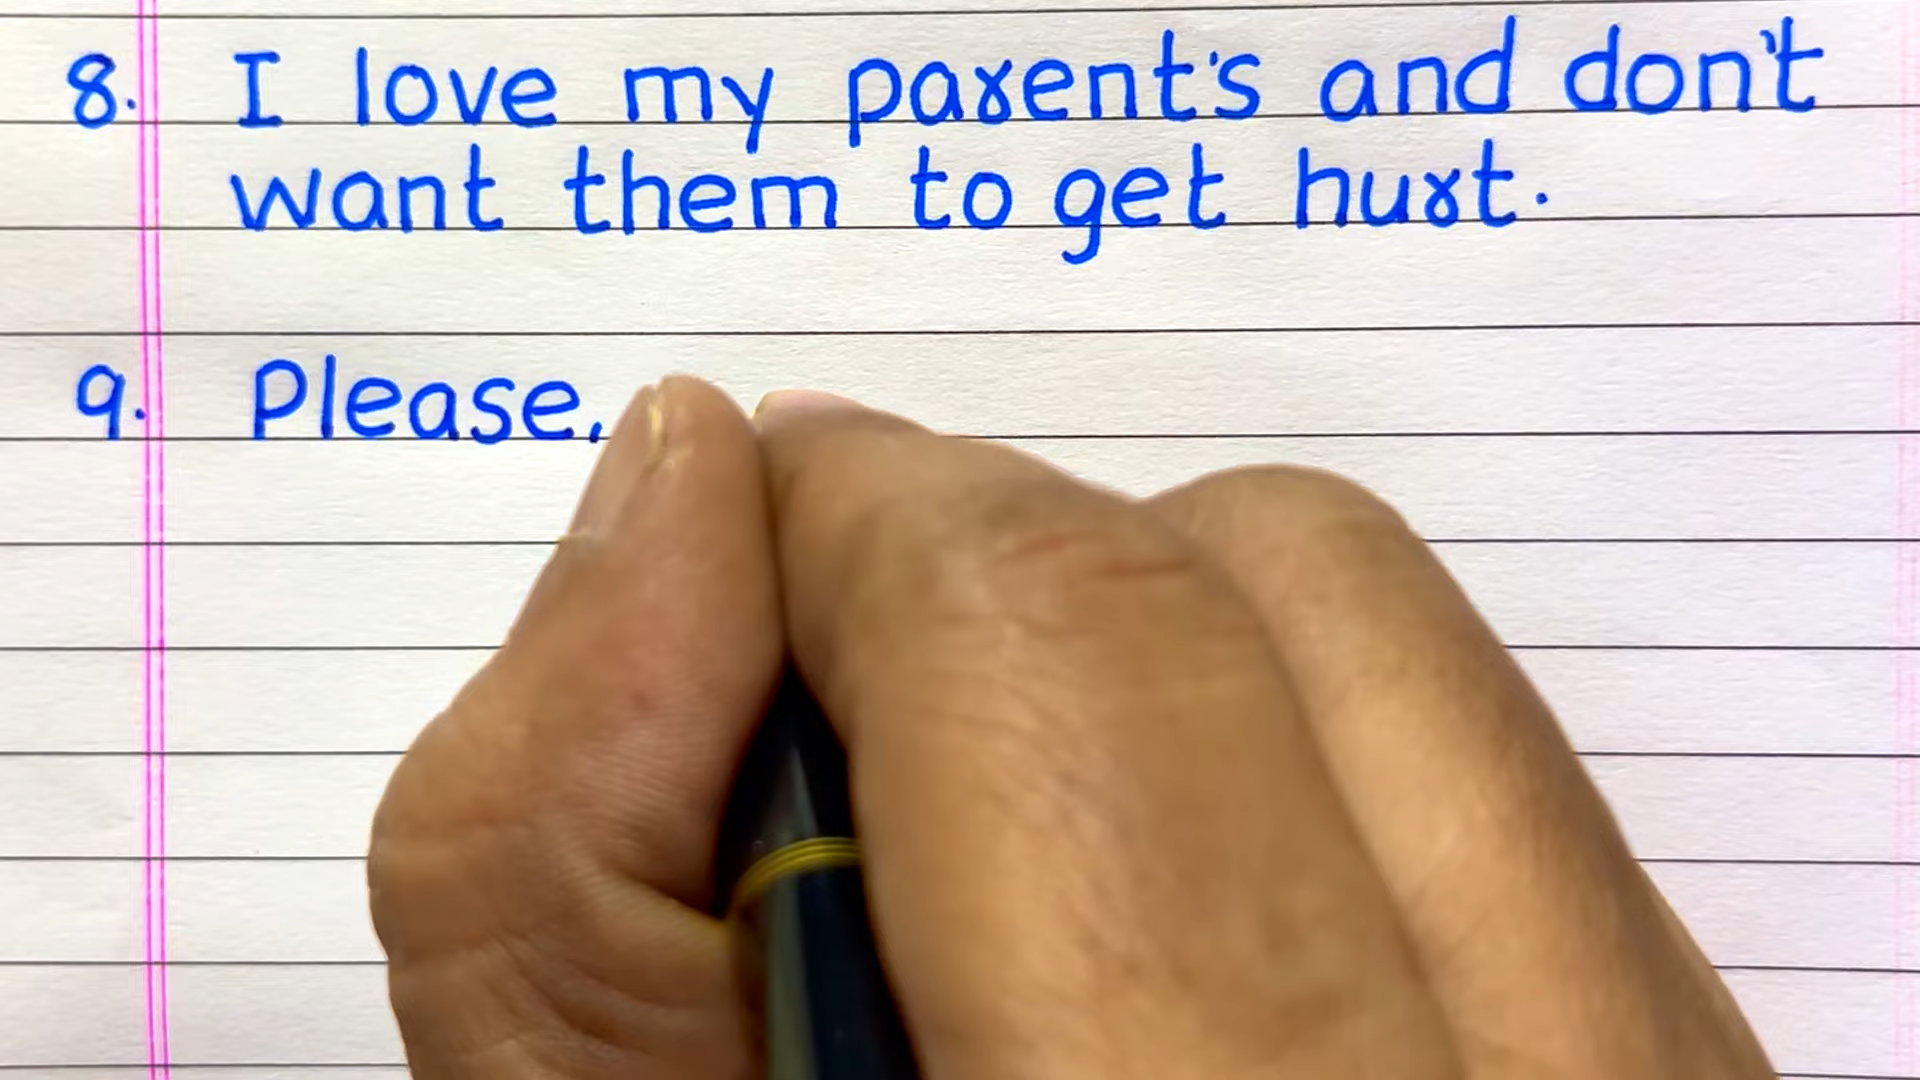 8. I love my parent's and don't
want them to get hurt.
9. Please,